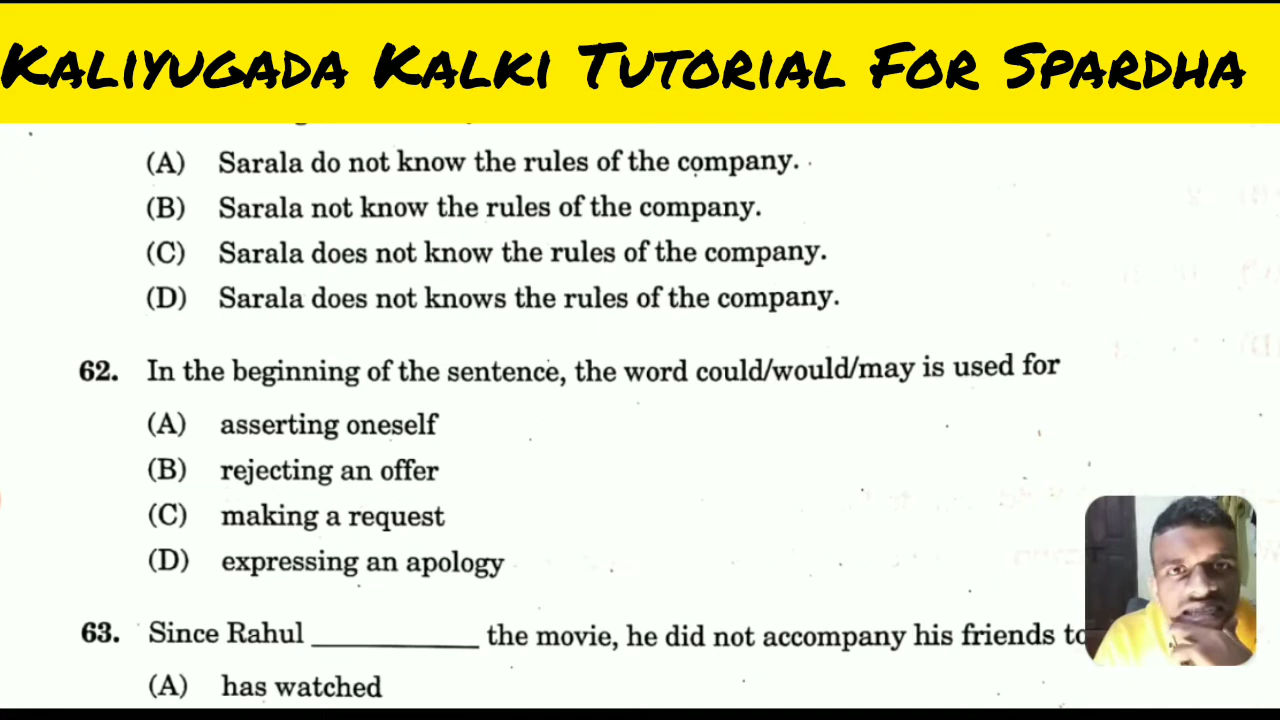 Kaliyugada Kalki Tutorial For Spardha
(A) Sarala do not know the rules of the company.
(B) Sarala not know the rules of the company.
(C) Sarala does not know the rules of the company.
(D) Sarala does not knows the rules of the company.
62. In the beginning of the sentence, the word could/would/may is used for
(A) asserting oneself
(B) rejecting an offer
(C) making a request
(D) expressing an apology
63. Since Rahul __________ the movie, he did not accompany his friends to
(A) has watched